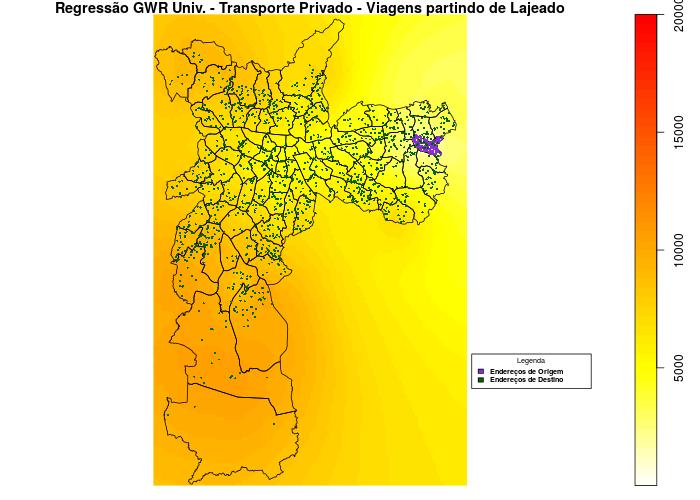 Regressão GWR Univ. - Transporte Privado - Viagens partindo de Lajeado
20000
15000
10000
5000
Legenda
Endereços de Origem
Endereços de Destino